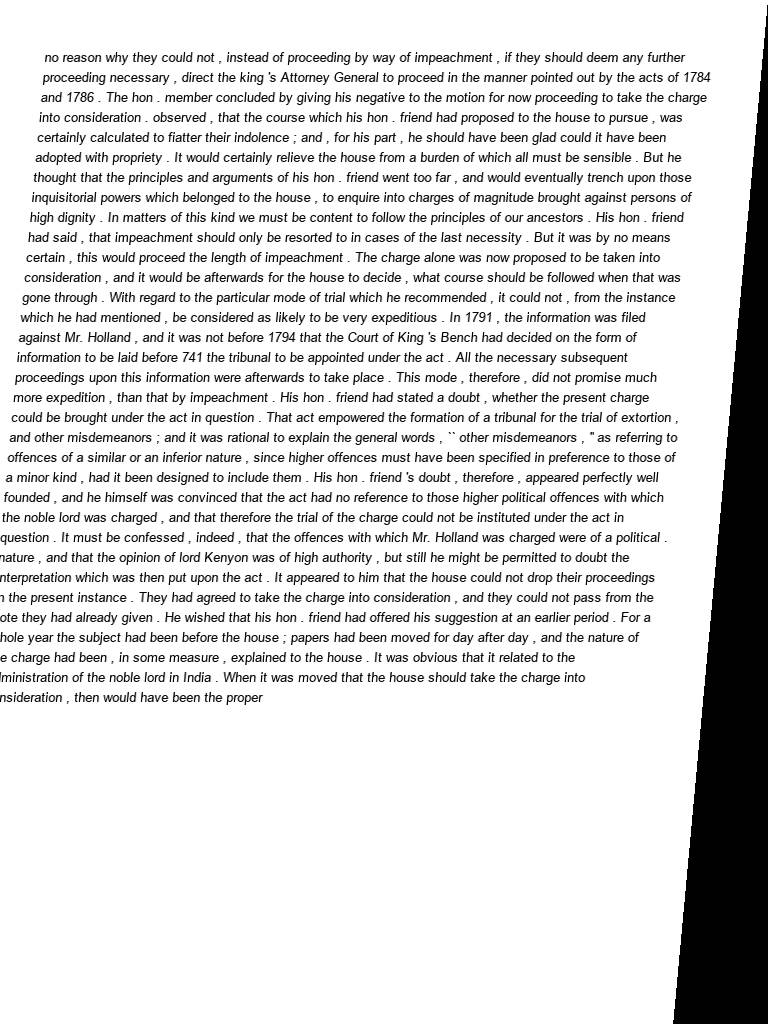 no reason why they could not , instead of proceeding by way of impeachment , if they should deem any further
proceeding necessary , direct the king 's Attorney General to proceed in the manner pointed out by the acts of 1784
and 1786 . The hon . member concluded by giving his negative to the motion for now proceeding to take the charge
into consideration . observed , that the course which his hon . friend had proposed to the house to pursue , was
certainly calculated to fiatter their indolence ; and , for his part , he should have been glad could it have been
adopted with propriety . It would certainly relieve the house from a burden of which all must be sensible . But he
thought that the principles and arguments of his hon . friend went too far , and would eventually trench upon those
inquisitorial powers which belonged to the house , to enquire into charges of magnitude brought against persons of
high dignity . In matters of this kind we must be content to follow the principles of our ancestors . His hon . friend
had said , that impeachment should only be resorted to in cases of the last necessity . But it was by no means
certain , this would proceed the length of impeachment . The charge alone was now proposed to be taken into
consideration , and it would be afterwards for the house to decide , what course should be followed when that was
gone through . With regard to the particular mode of trial which he recommended , it could not , from the instance
which he had mentioned , be considered as likely to be very expeditious . In 1791 , the information was filed
against Mr. Holland , and it was not before 1794 that the Court of King 's Bench had decided on the form of
information to be laid before 741 the tribunal to be appointed under the act . All the necessary subsequent
proceedings upon this information were afterwards to take place . This mode , therefore , did not promise much
more expedition , than that by impeachment . His hon . friend had stated a doubt , whether the present charge
could be brought under the act in question . That act empowered the formation of a tribunal for the trial of extortion ,
and other misdemeanors ; and it was rational to explain the general words , `` other misdemeanors , '' as referring to
offences of a similar or an inferior nature , since higher offences must have been specified in preference to those of
a minor kind , had it been designed to include them . His hon . friend 's doubt , therefore , appeared perfectly well
founded , and he himself was convinced that the act had no reference to those higher political offences with which
the noble lord was charged , and that therefore the trial of the charge could not be instituted under the act in
question . It must be confessed , indeed , that the offences with which Mr. Holland was charged were of a political .
nature , and that the opinion of lord Kenyon was of high authority , but still he might be permitted to doubt the
nterpretation which was then put upon the act . It appeared to him that the house could not drop their proceedings
n the present instance . They had agreed to take the charge into consideration , and they could not pass from the
ote they had already given . He wished that his hon . friend had offered his suggestion at an earlier period . For a
hole year the subject had been before the house ; papers had been moved for day after day , and the nature of
e charge had been , in some measure , explained to the house . It was obvious that it related to the
ministration of the noble lord in India . When it was moved that the house should take the charge into
nsideration , then would have been the proper